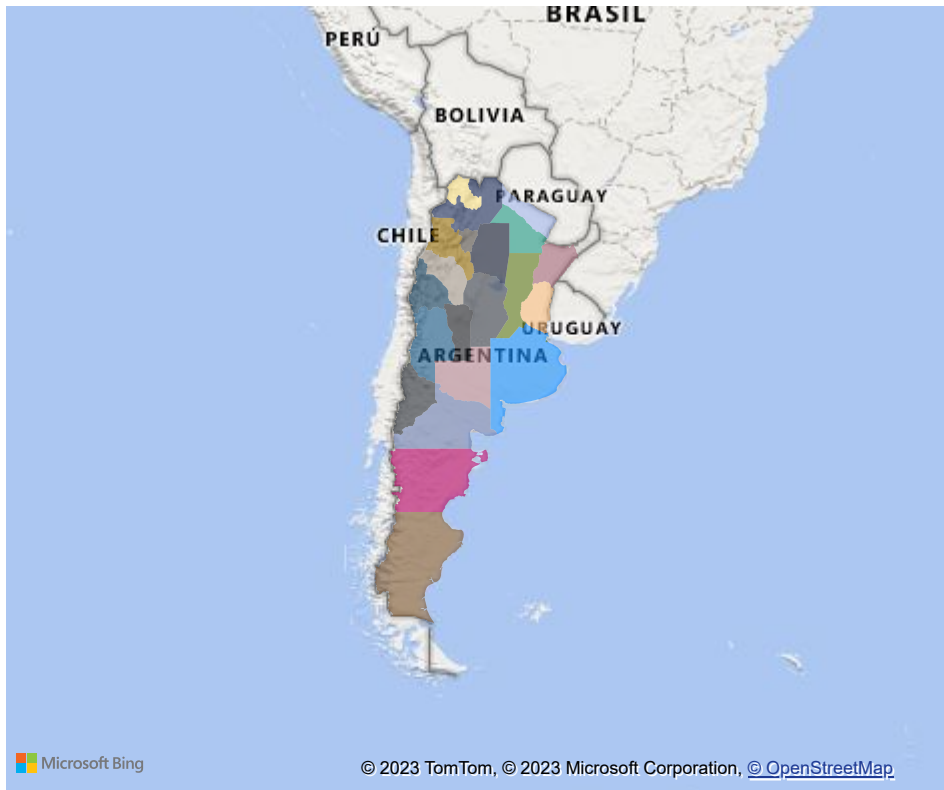 BRASIL
PERÚ
BOLIVIA
PARAGUAY
CHILE
URUGUAY
ARGENTINA
Microsoft Bing
© 2023 TomTom, © 2023 Microsoft Corporation, © OpenStreetMap